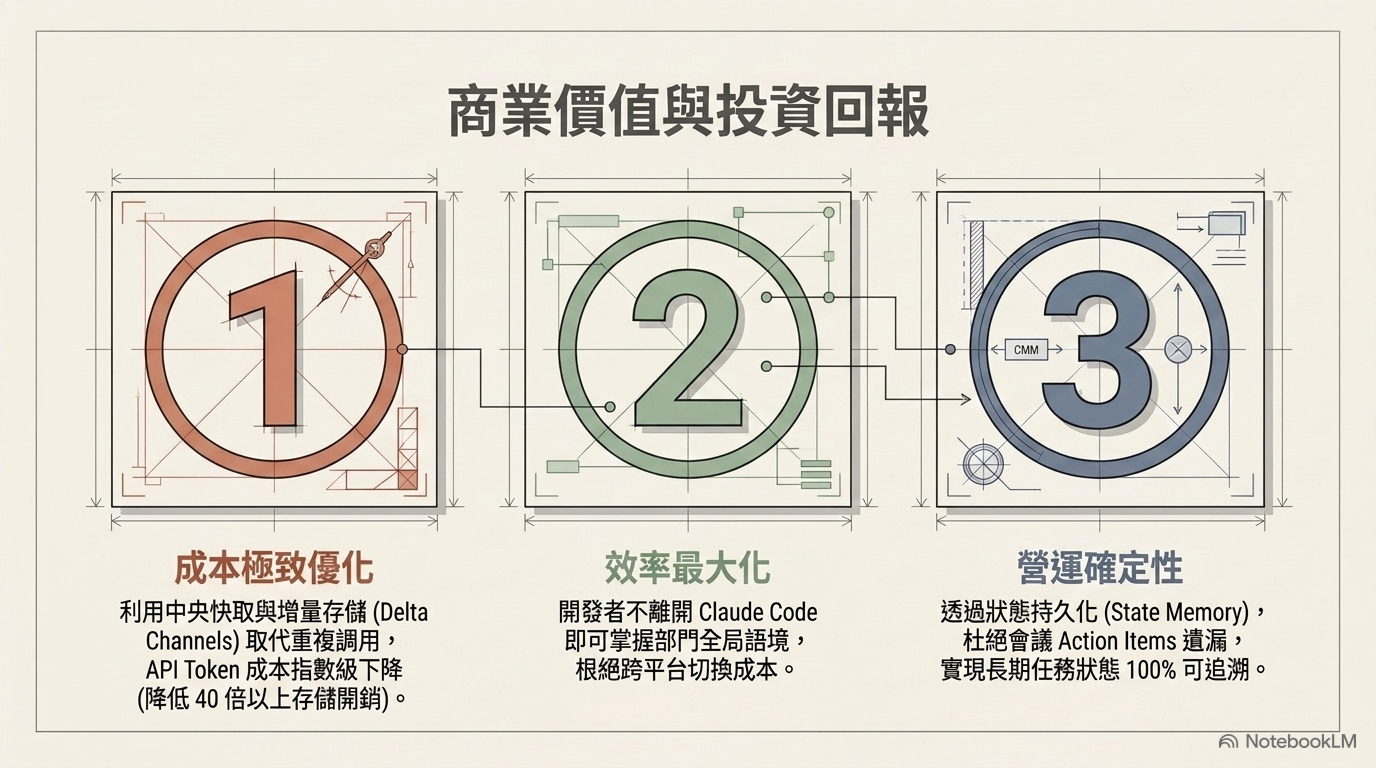 商業價值與投資回報
1
2
3
CMM
成本極致優化
利用中央快取與增量存儲 (Delta
Channels) 取代重複調用，
API Token 成本指數級下降
(降低 40 倍以上存儲開銷)。
效率最大化
開發者不離開 Claude Code
即可掌握部門全局語境，
根絕跨平台切換成本。
營運確定性
透過狀態持久化 (State Memory)，
杜絕會議 Action Items 遺漏，
實現長期任務狀態 100% 可追溯。
NotebookLM